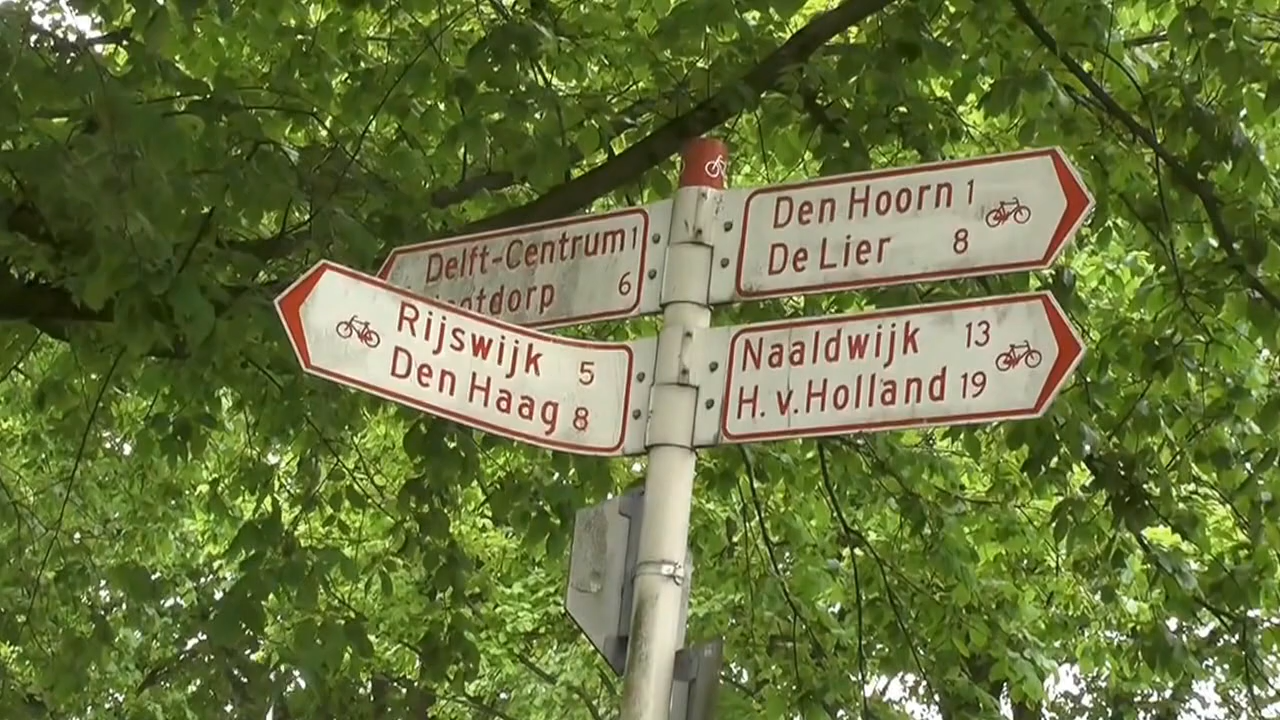 Delft-Centrum 1
6
Rijswijk 5
Den Haag 8
Den Hoorn 1
De Lier 8
Naaldwijk 13
H. v. Holland 19